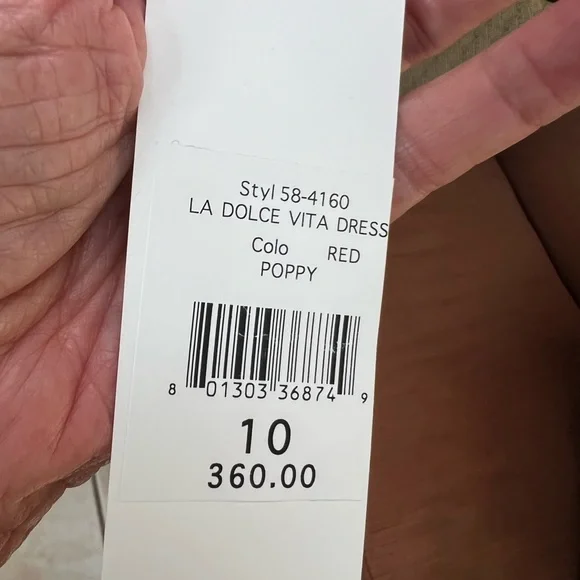 Styl 58-4160
LA DOLCE VITA DRESS
Colo RED
POPPY
8 01303 36874 9
10
360.00